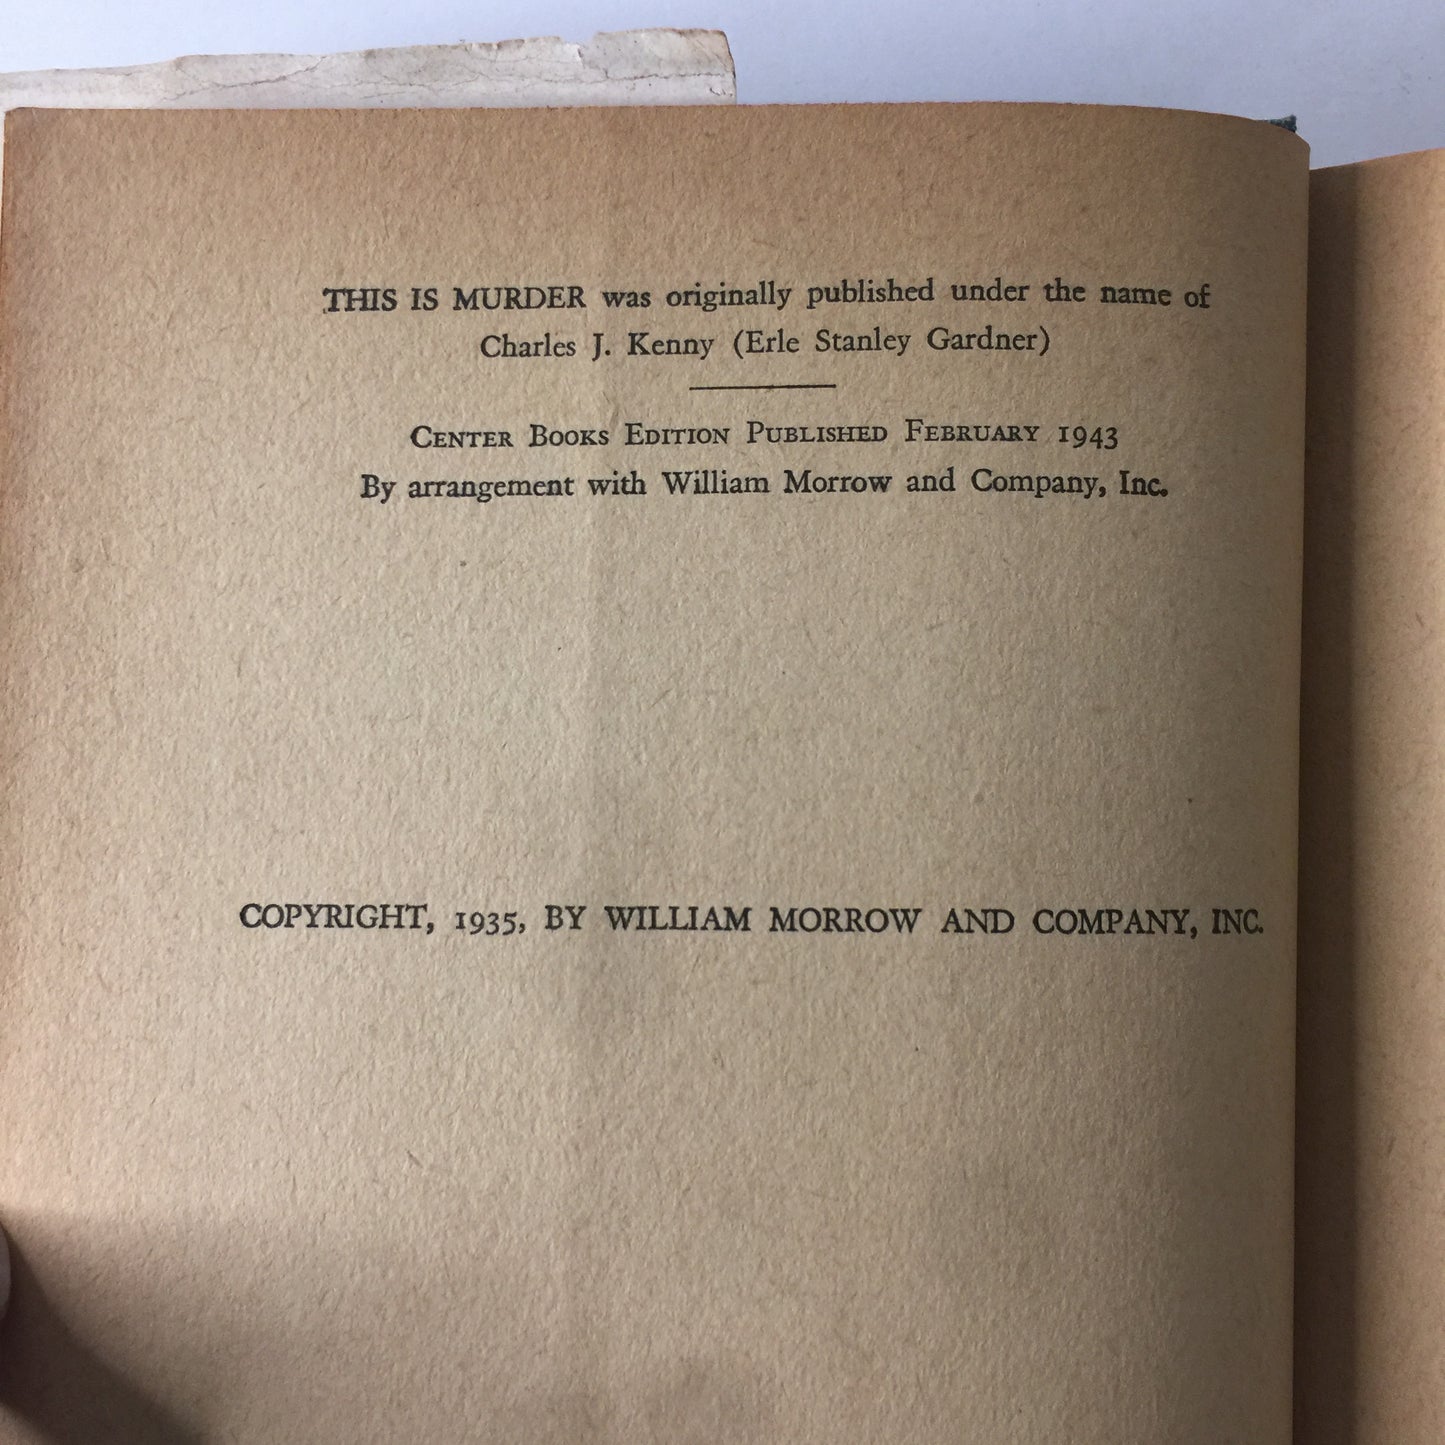 THIS IS MURDER was originally published under the name of
Charles J. Kenny (Erle Stanley Gardner)
CENTER BOOKS EDITION PUBLISHED FEBRUARY 1943
By arrangement with William Morrow and Company, Inc.
COPYRIGHT, 1935, BY WILLIAM MORROW AND COMPANY, INC.